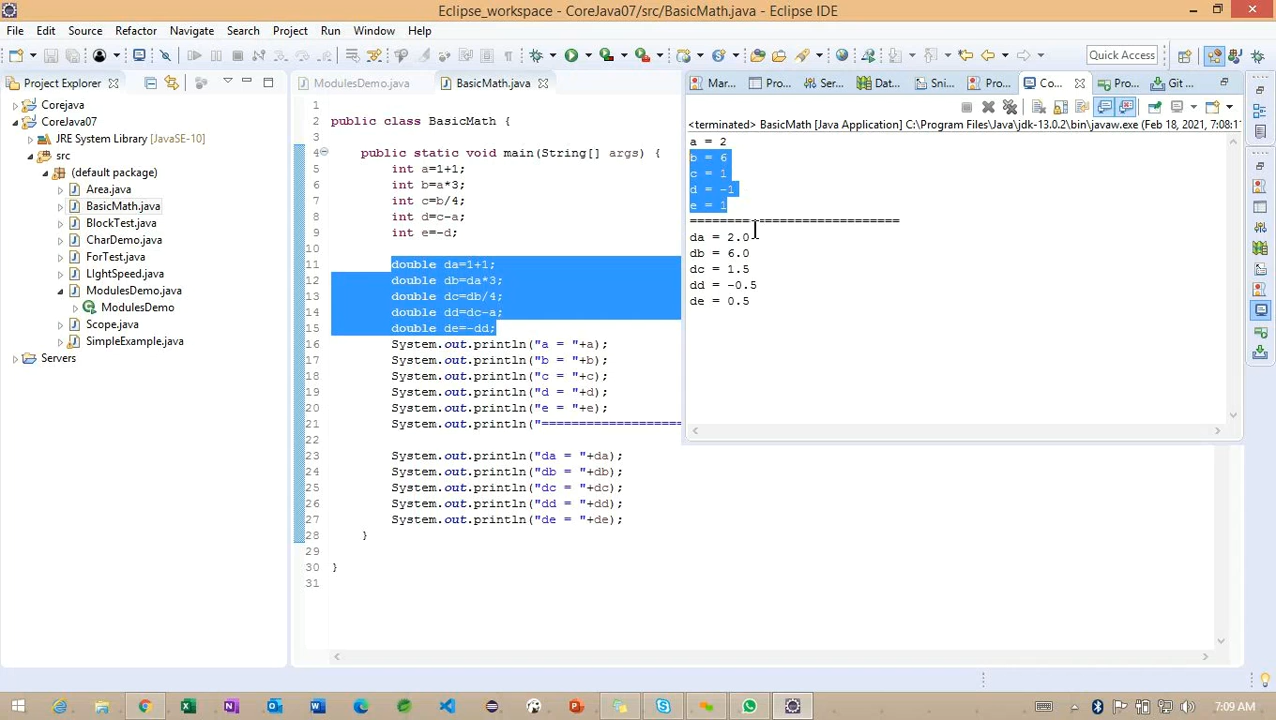 Eclipse_workspace - CoreJava07/src/BasicMath.java - Eclipse IDE
File Edit Source Refactor Navigate Search Project Run Window Help
Quick Access
Project Explorer
ModulesDemo.java
BasicMath.java
Mar...
Pro...
Ser...
Dat...
Sni...
Pro...
Co...
Pro...
Git ...
Corejava
CoreJava07
JRE System Library [JavaSE-10]
src
(default package)
Area.java
BasicMath.java
BlockTest.java
CharDemo.java
ForTest.java
LIghtSpeed.java
ModulesDemo.java
ModulesDemo
Scope.java
SimpleExample.java
Servers
1
2 public class BasicMath {
3
4 public static void main(String[] args) {
5 int a=1+1;
6 int b=a*3;
7 int c=b/4;
8 int d=c-a;
9 int e=-d;
10
11 double da=1+1;
12 double db=da*3;
13 double dc=db/4;
14 double dd=dc-a;
15 double de=-dd;
16 System.out.println("a = "+a);
17 System.out.println("b = "+b);
18 System.out.println("c = "+c);
19 System.out.println("d = "+d);
20 System.out.println("e = "+e);
21 System.out.println("===================
22
23 System.out.println("da = "+da);
24 System.out.println("db = "+db);
25 System.out.println("dc = "+dc);
26 System.out.println("dd = "+dd);
27 System.out.println("de = "+de);
28 }
29
30 }
31
<terminated> BasicMath [Java Application] C:\Program Files\Java\jdk-13.0.2\bin\javaw.exe (Feb 18, 2021, 7:08:1
a = 2
b = 6
c = 1
d = -1
e = 1
============================
da = 2.0
db = 6.0
dc = 1.5
dd = -0.5
de = 0.5
7:09 AM